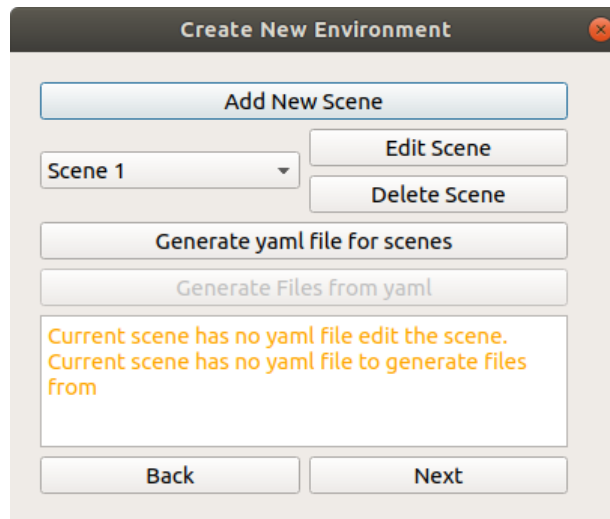 Create New Environment
Add New Scene
Scene 1
Edit Scene
Delete Scene
Generate yaml file for scenes
Generate Files from yaml
Current scene has no yaml file edit the scene.
Current scene has no yaml file to generate files
from
Back
Next